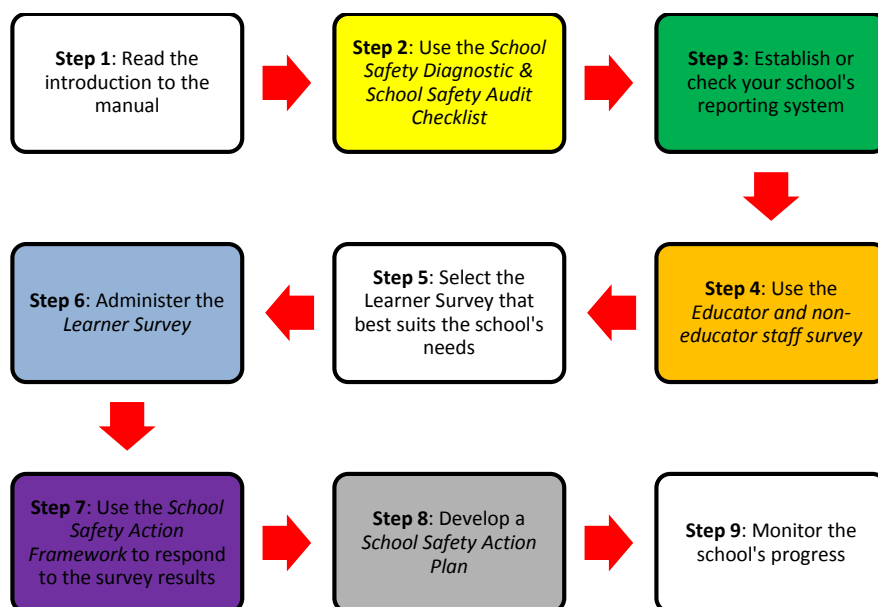 Step 1: Read the
introduction to the
manual
Step 2: Use the School
Safety Diagnostic &
School Safety Audit
Checklist
Step 3: Establish or
check your school's
reporting system
Step 4: Use the
Educator and non-
educator staff survey
Step 5: Select the
Learner Survey that
best suits the school's
needs
Step 6: Administer the
Learner Survey
Step 7: Use the School
Safety Action
Framework to respond
to the survey results
Step 8: Develop a
School Safety Action
Plan
Step 9: Monitor the
school's progress